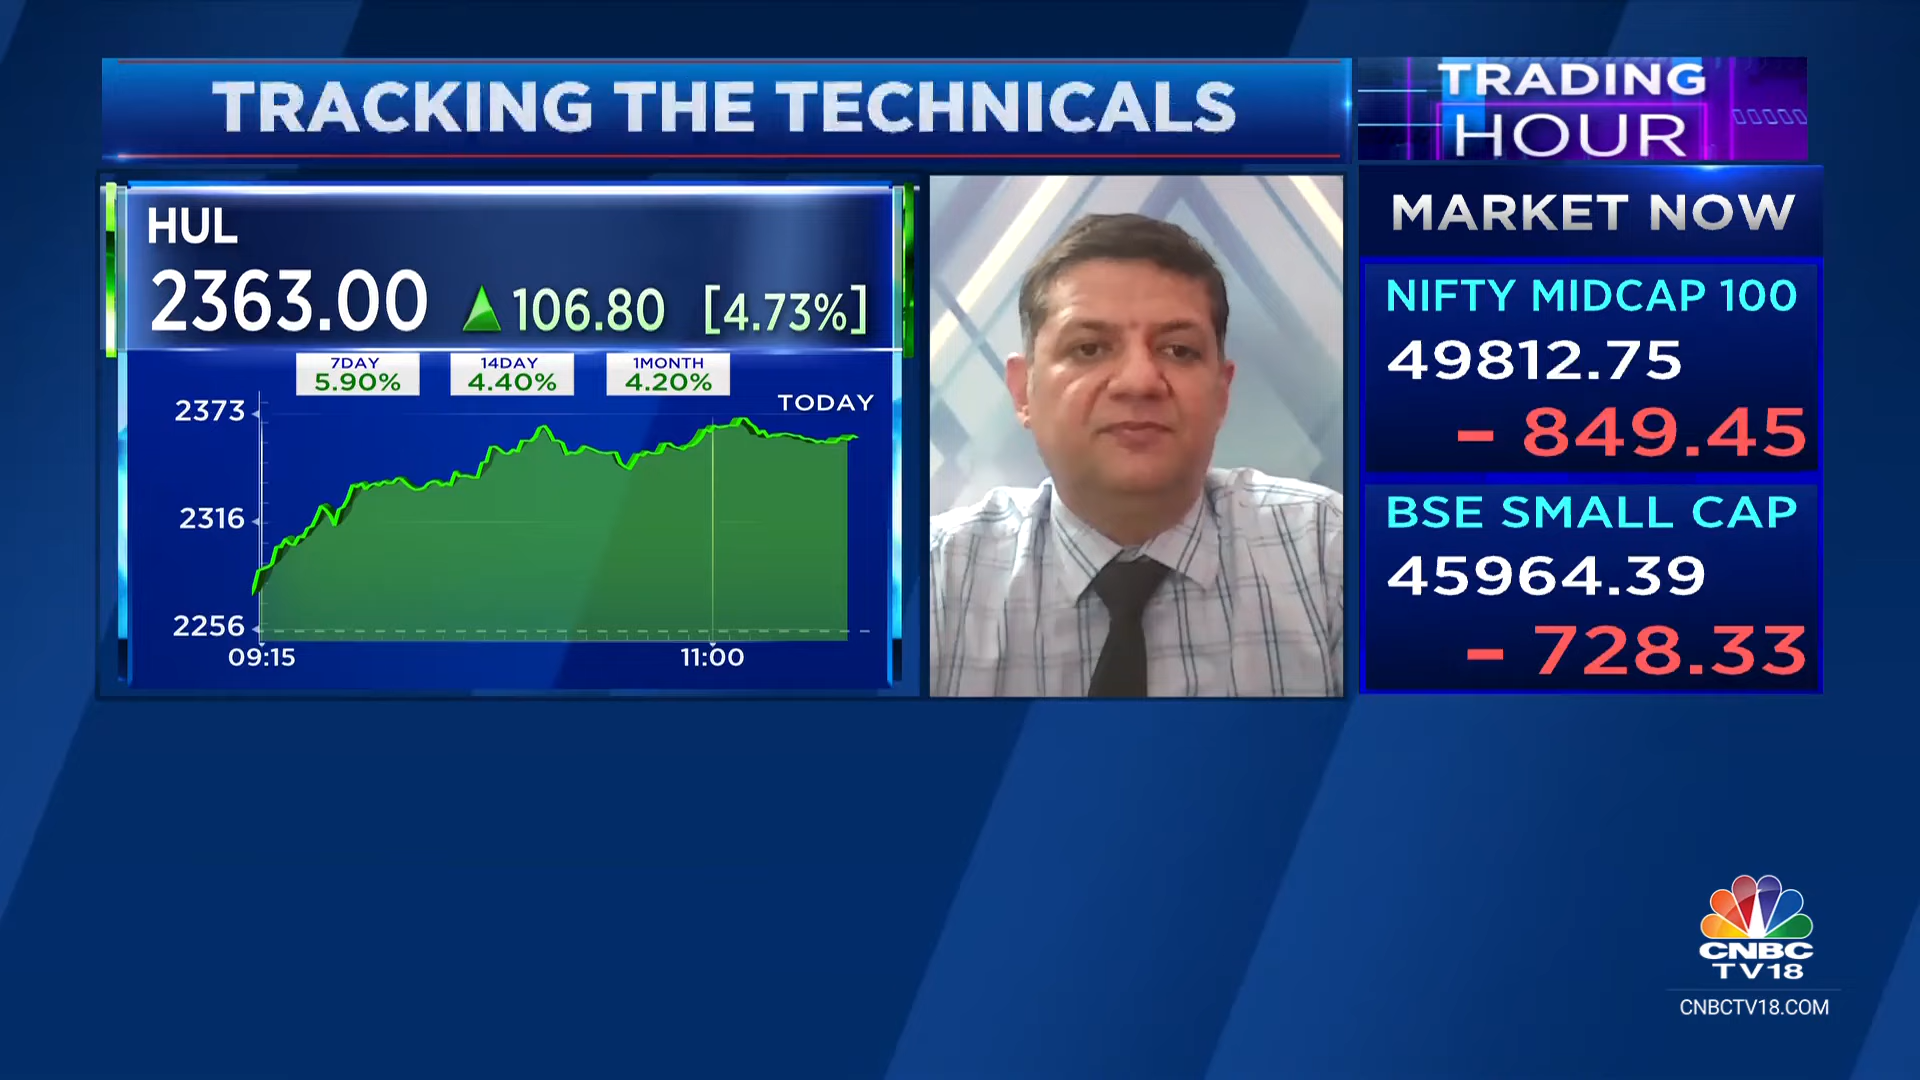 TRACKING THE TECHNICALS
TRADING
HOUR
HUL
2363.00 ▲ 106.80 [4.73%]
7DAY
5.90%
14DAY
4.40%
1MONTH
4.20%
TODAY
2373
2316
2256
09:15
11:00
MARKET NOW
NIFTY MIDCAP 100
49812.75
– 849.45
BSE SMALL CAP
45964.39
– 728.33
CNBC
TV18
CNBCTV18.COM